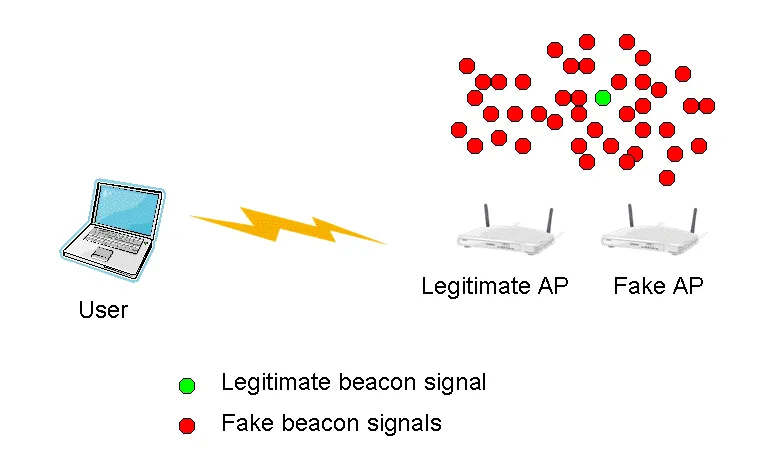 Legitimate AP
Fake AP
User
Legitimate beacon signal
Fake beacon signals